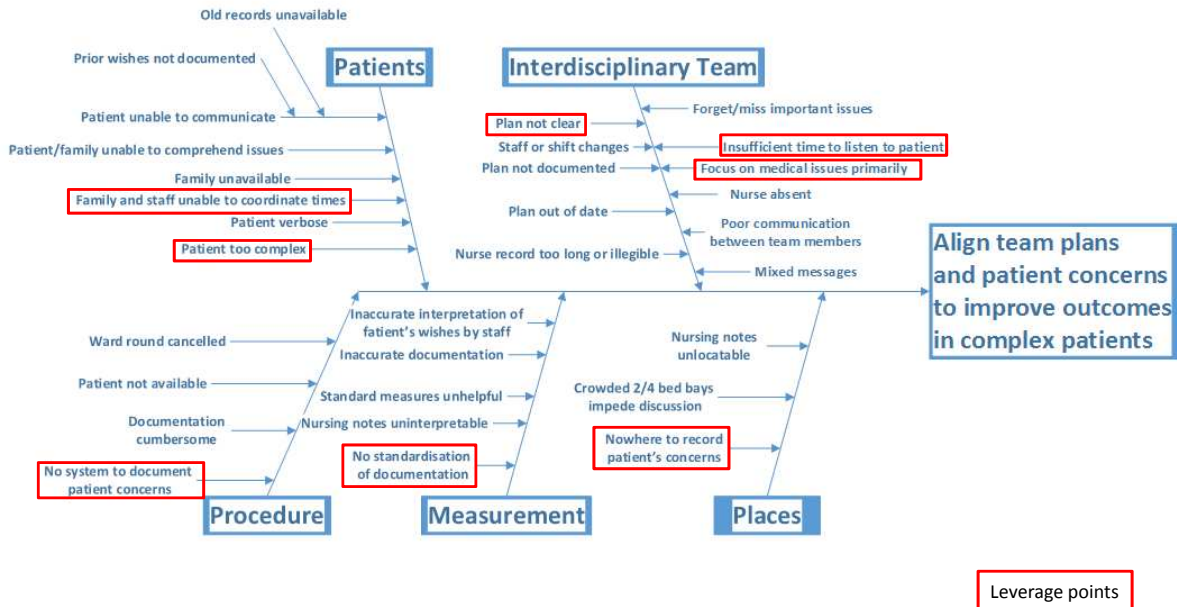 Old records unavailable
Prior wishes not documented
Patients
Patient unable to communicate
Patient/family unable to comprehend issues
Family unavailable
Family and staff unable to coordinate times
Patient verbose
Patient too complex
Interdisciplinary Team
Forget/miss important issues
Plan not clear
Staff or shift changes
Insufficient time to listen to patient
Plan not documented
Focus on medical issues primarily
Nurse absent
Plan out of date
Poor communication
between team members
Nurse record too long or illegible
Mixed messages
Align team plans
and patient concerns
to improve outcomes
in complex patients
Ward round cancelled
Patient not available
Documentation
cumbersome
No system to document
patient concerns
Procedure
Inaccurate interpretation of
fatient's wishes by staff
Inaccurate documentation
Standard measures unhelpful
Nursing notes uninterpretable
No standardisation
of documentation
Measurement
Nursing notes
unlocatable
Crowded 2/4 bed bays
impede discussion
Nowhere to record
patient's concerns
Places
Leverage points